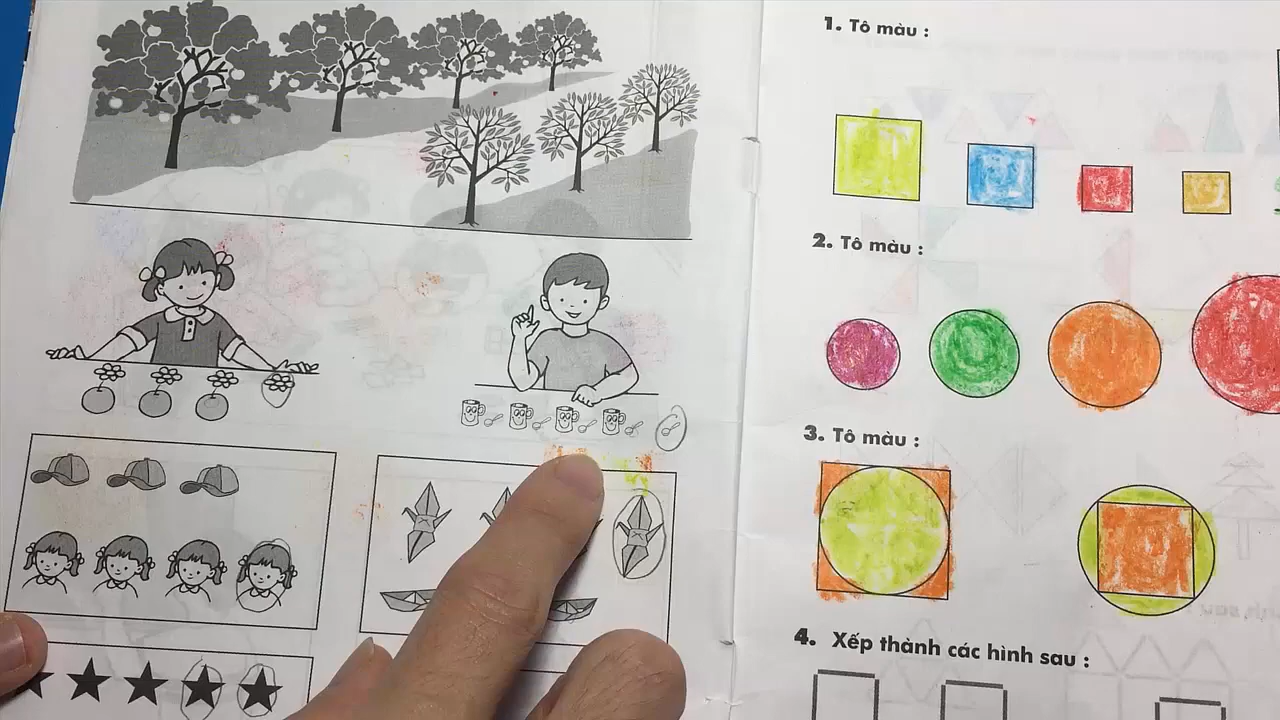 1. Tô màu :
2. Tô màu :
3. Tô màu :
4. Xếp thành các hình sau :